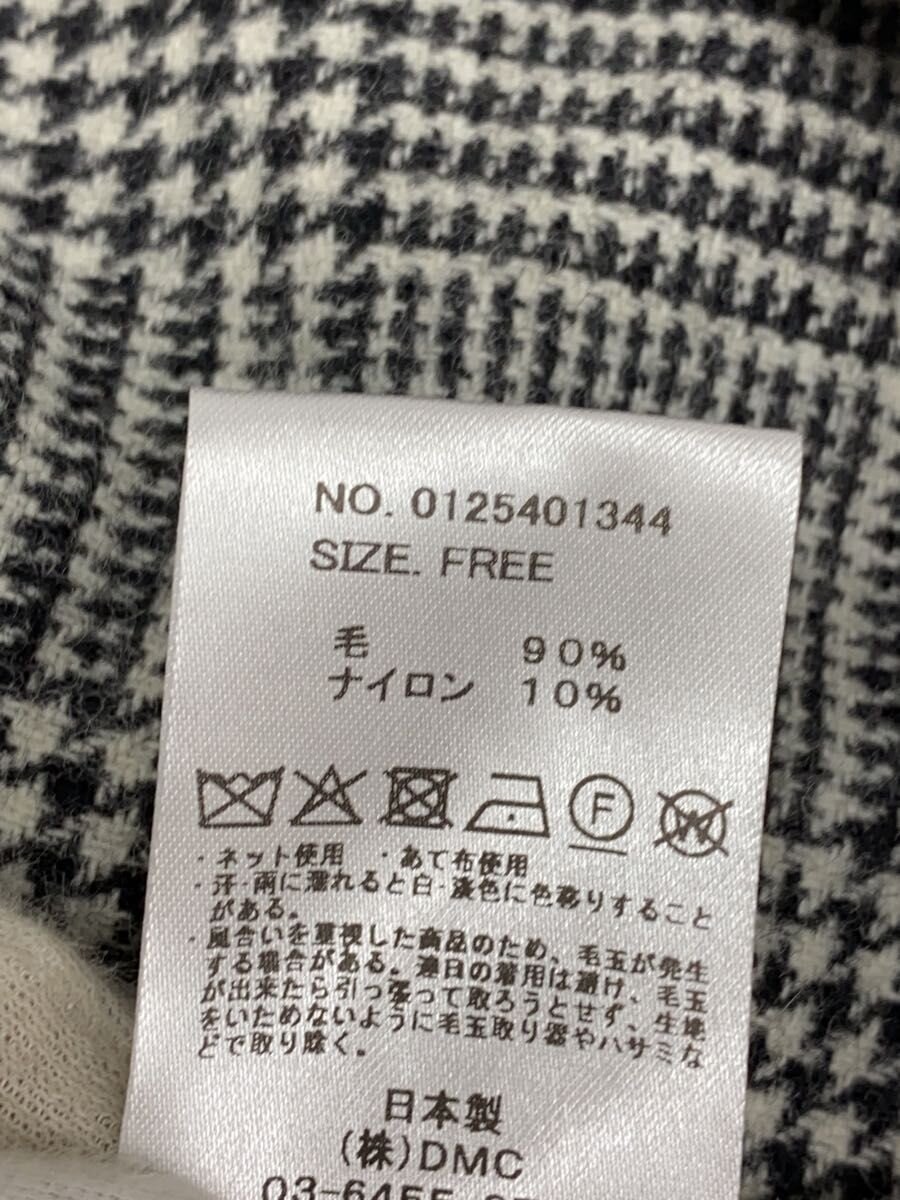 NO. 0125401344
SIZE. FREE
毛 90%
ナイロン 10%
F
W
・ネット使用 ・あて布使用
・汗・雨に濡れると白・淡色に色移りすること
がある。
・風合いを重視した商品のため、毛玉が発生
する場合がある。連日の着用は避け、毛玉
が出来たら引っ張って取ろうとせず、生地
をいためないように毛玉取り器やハサミな
どで取り除く。
日本製
(株)DMC